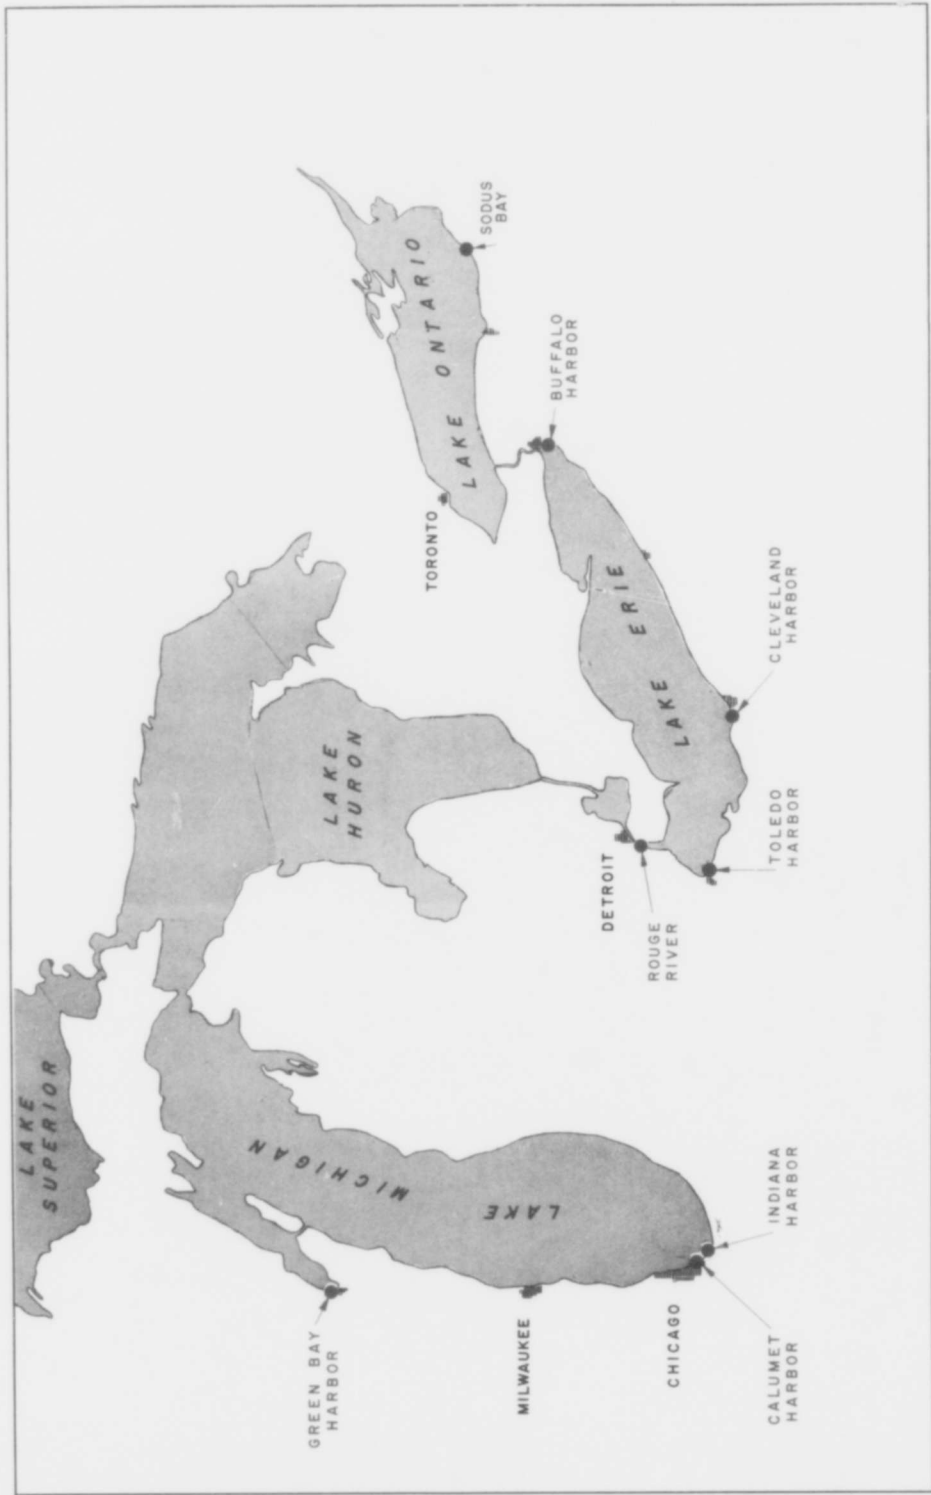 LAKE
SUPERIOR
GREEN BAY
HARBOR
LAKE
MICHIGAN
MILWAUKEE
CHICAGO
CALUMET
HARBOR
INDIANA
HARBOR
LAKE
HURON
DETROIT
ROUGE
RIVER
TOLEDO
HARBOR
LAKE ERIE
CLEVELAND
HARBOR
TORONTO
LAKE ONTARIO
BUFFALO
HARBOR
SODUS
BAY